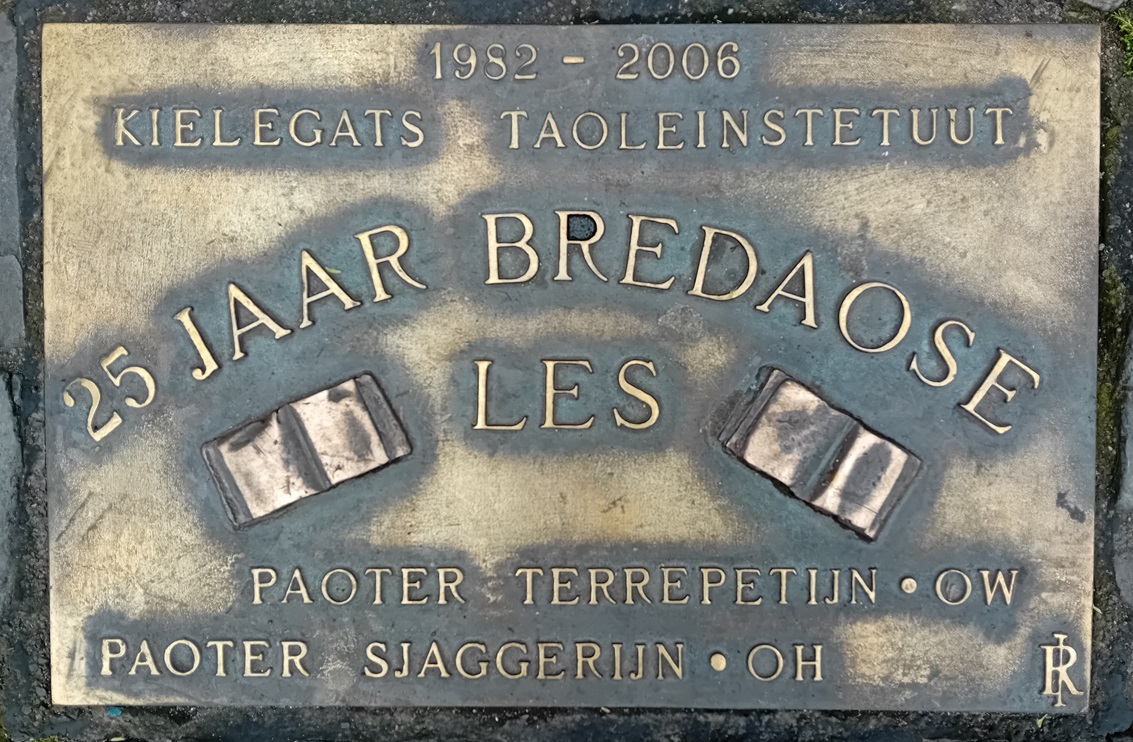 1982 - 2006
KIELEGATS TAOLEINSTETUUT
25 JAAR BREDAOSE
LES
PAOTER TERREPETIJN • OW
PAOTER SJAGGERIJN • OH